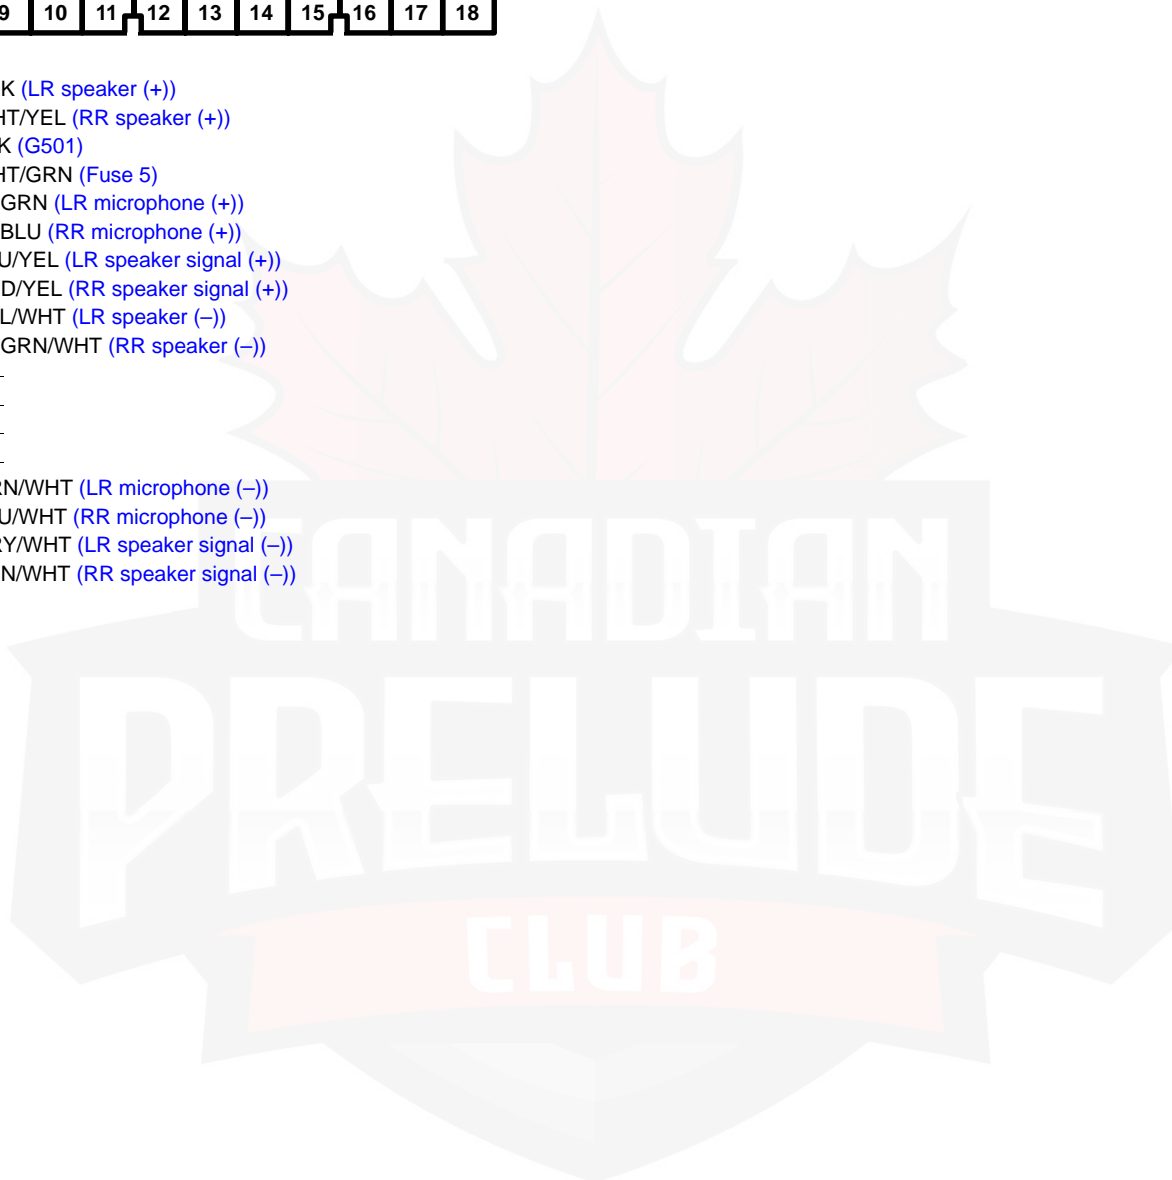 9 10 11 12 13 14 15 16 17 18
K (LR speaker (+))
HT/YEL (RR speaker (+))
K (G501)
HT/GRN (Fuse 5)
GRN (LR microphone (+))
BLU (RR microphone (+))
U/YEL (LR speaker signal (+))
D/YEL (RR speaker signal (+))
L/WHT (LR speaker (–))
GRN/WHT (RR speaker (–))
–
–
–
–
RN/WHT (LR microphone (–))
U/WHT (RR microphone (–))
RY/WHT (LR speaker signal (–))
N/WHT (RR speaker signal (–))
CANADIAN
PRELUDE
CLUB